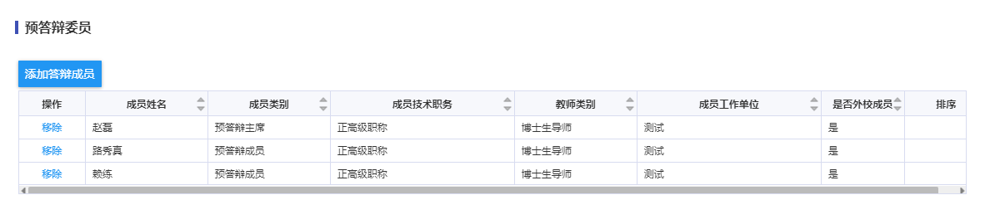 预答辩委员
添加答辩成员
操作 成员姓名 成员类别 成员技术职务 教师类别 成员工作单位 是否外校成员 排序
移除 赵磊 预答辩主席 正高级职称 博士生导师 测试 是
移除 路秀真 预答辩成员 正高级职称 博士生导师 测试 是
移除 赖练 预答辩成员 正高级职称 博士生导师 测试 是